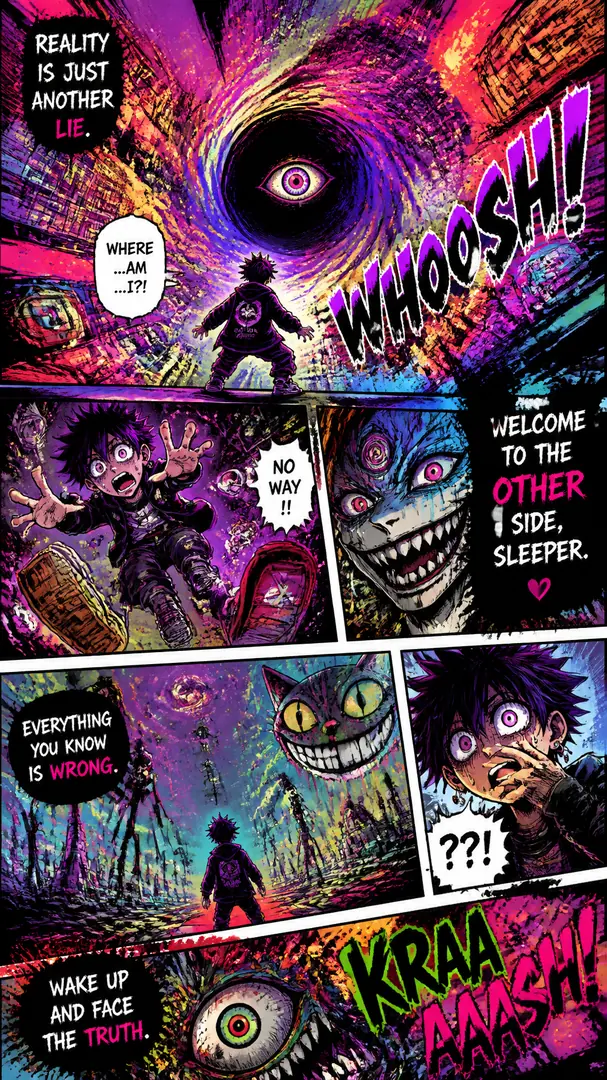 REALITY
IS JUST
ANOTHER
LIE.
WHERE
...AM
...I?!
WHOOSH!
NO
WAY
!!
WELCOME
TO THE
OTHER
SIDE,
SLEEPER.
EVERYTHING
YOU KNOW
IS WRONG.
??!
WAKE UP
AND FACE
THE TRUTH.
KRAA
AAASH!